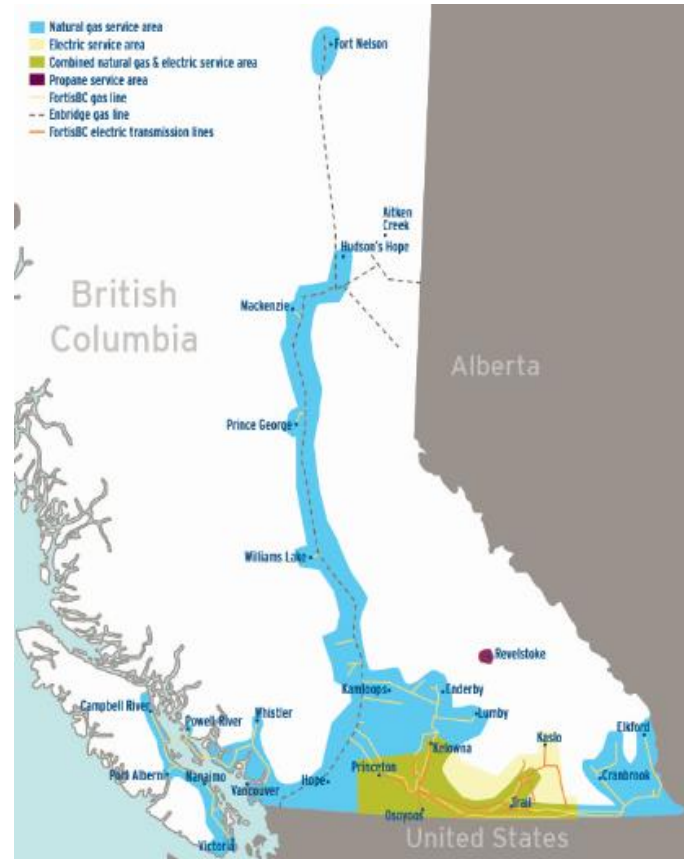 Natural gas service area
Electric service area
Combined natural gas & electric service area
Propane service area
FortisBC gas line
Enbridge gas line
FortisBC electric transmission lines
Fort Nelson
Aitken
Creek
Hudson's Hope
British
Columbia
Mackenzie
Alberta
Prince George
Williams Lake
Revelstoke
Kamloops
Enderby
Campbell River
Whistler
Lumby
Powell River
Elkford
Kaslo
Kelowna
Port Alberni
Nanaimo
Princeton
Cranbrook
Vancouver
Hope
Trail
Osoyoos
United States
Victoria